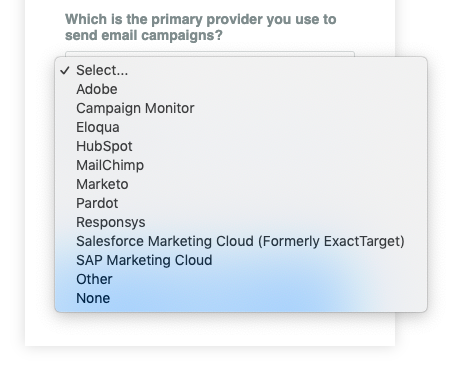 Which is the primary provider you use to
send email campaigns?
✓ Select...
Adobe
Campaign Monitor
Eloqua
HubSpot
MailChimp
Marketo
Pardot
Responsys
Salesforce Marketing Cloud (Formerly ExactTarget)
SAP Marketing Cloud
Other
None